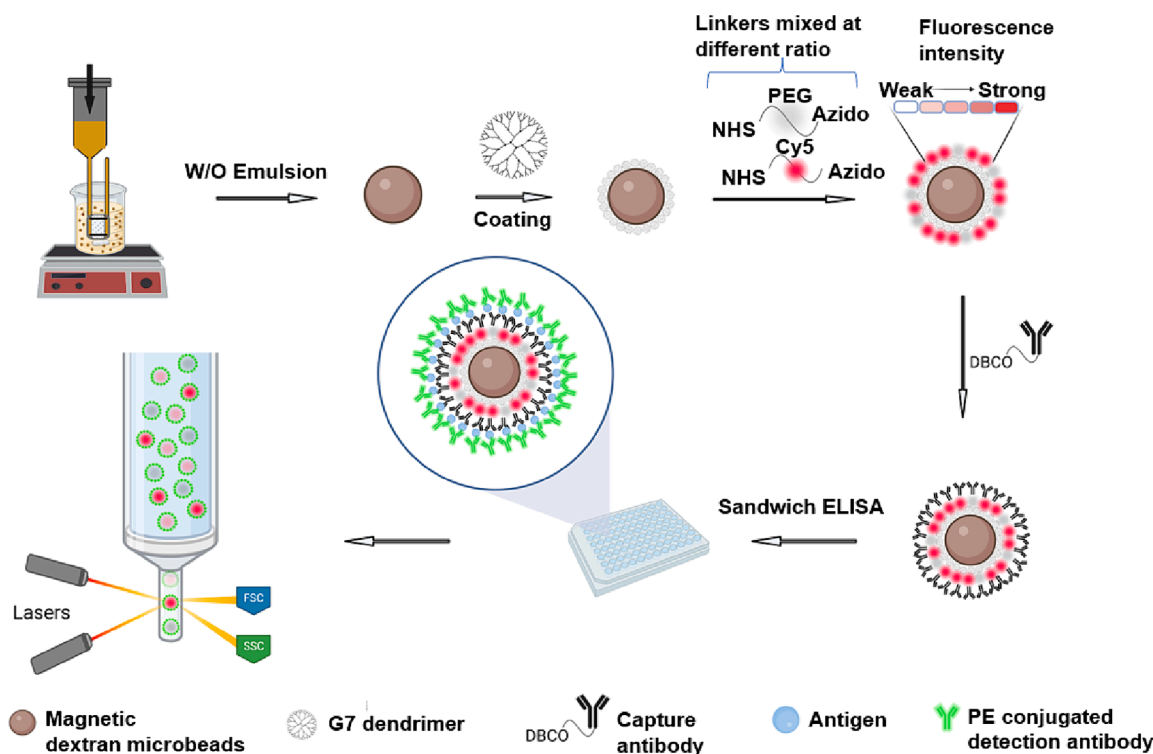 Linkers mixed at
different ratio
Fluorescence
intensity
Weak
Strong
PEG
NHS
Azido
Cy5
NHS
Azido
W/O Emulsion
Coating
DBCO
Sandwich ELISA
Lasers
FSC
SSC
Magnetic
dextran microbeads
G7 dendrimer
DBCO
Capture
antibody
Antigen
PE conjugated
detection antibody